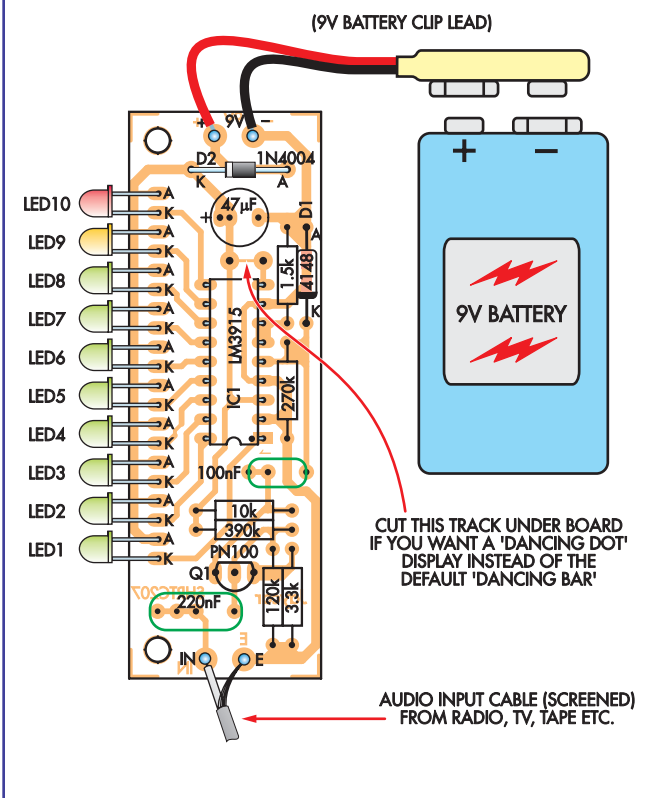 (9V BATTERY CLIP LEAD)
+ 9V −
D2 1N4004
K A
LED10 A
K
47µF
+
D1
A
LED9 A
K
+ −
LED8 A
K
1.5k
4148
K
LED7 A
K
LM3915
9V BATTERY
LED6 A
K
LED5 A
K
IC1
270k
LED4 A
K
1
LED3 A
K
100nF
LED2 A
K
10k
390k
CUT THIS TRACK UNDER BOARD
IF YOU WANT A 'DANCING DOT'
DISPLAY INSTEAD OF THE
DEFAULT 'DANCING BAR'
LED1 A
K
PN100
Q1
120k
3.3k
220nF
E
IN E
IN
AUDIO INPUT CABLE (SCREENED)
FROM RADIO, TV, TAPE ETC.